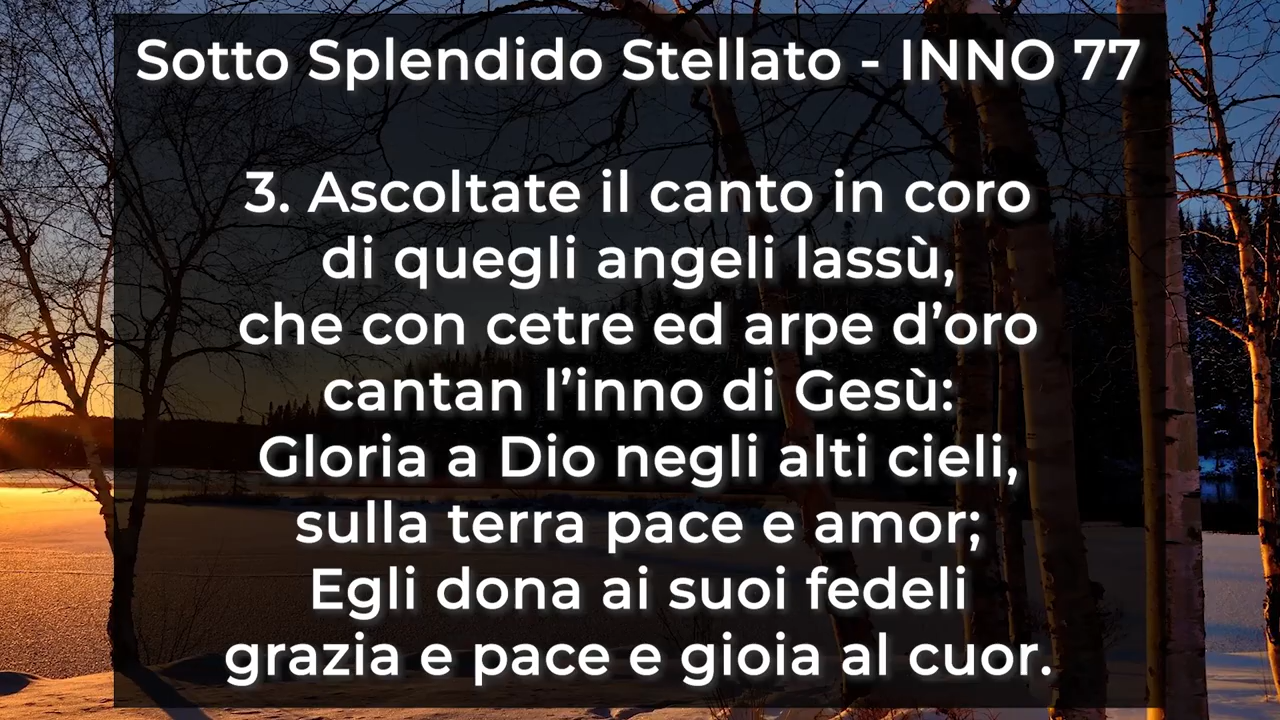 Sotto Splendido Stellato - INNO 77
3. Ascoltate il canto in coro
di quegli angeli lassù,
che con cetre ed arpe d’oro
cantan l’inno di Gesù:
Gloria a Dio negli alti cieli,
sulla terra pace e amor;
Egli dona ai suoi fedeli
grazia e pace e gioia al cuor.